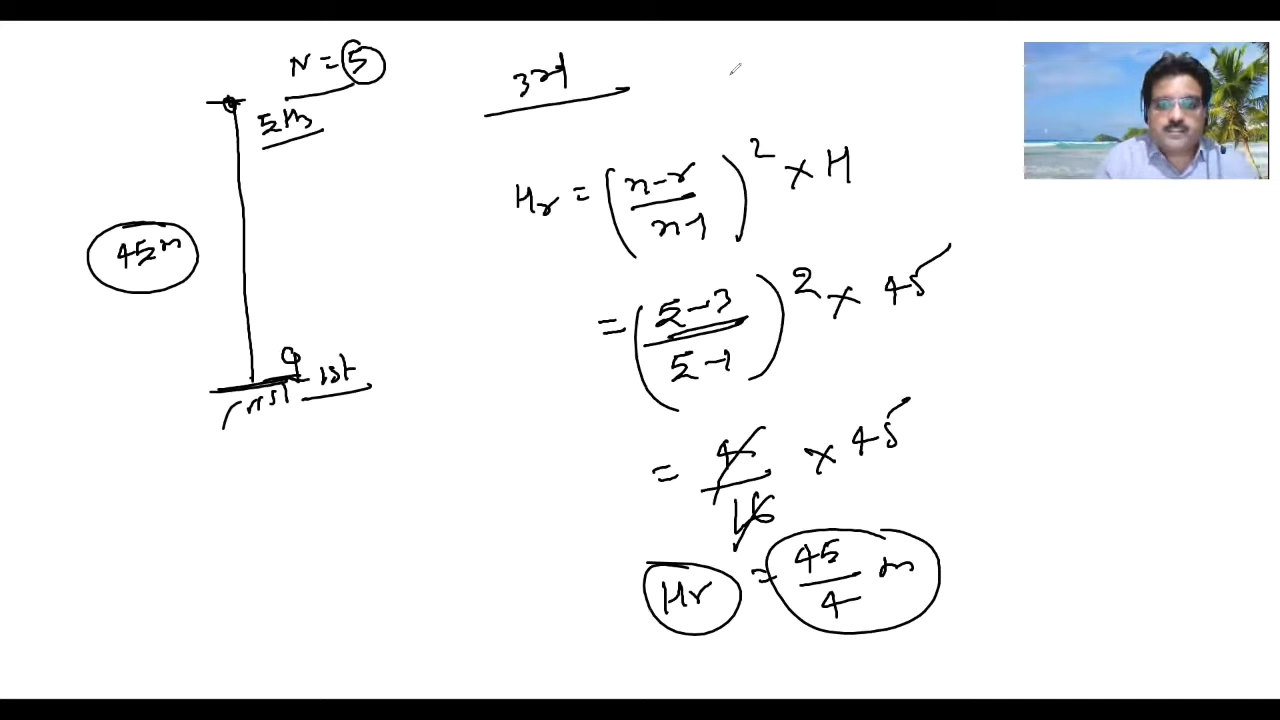 N = 5
5th
45m
1st
3rd
Hr = (n-r / n-1)^2 × H
= (5-3 / 5-1)^2 × 45
= 4/16 × 45
Hr = 45/4 m